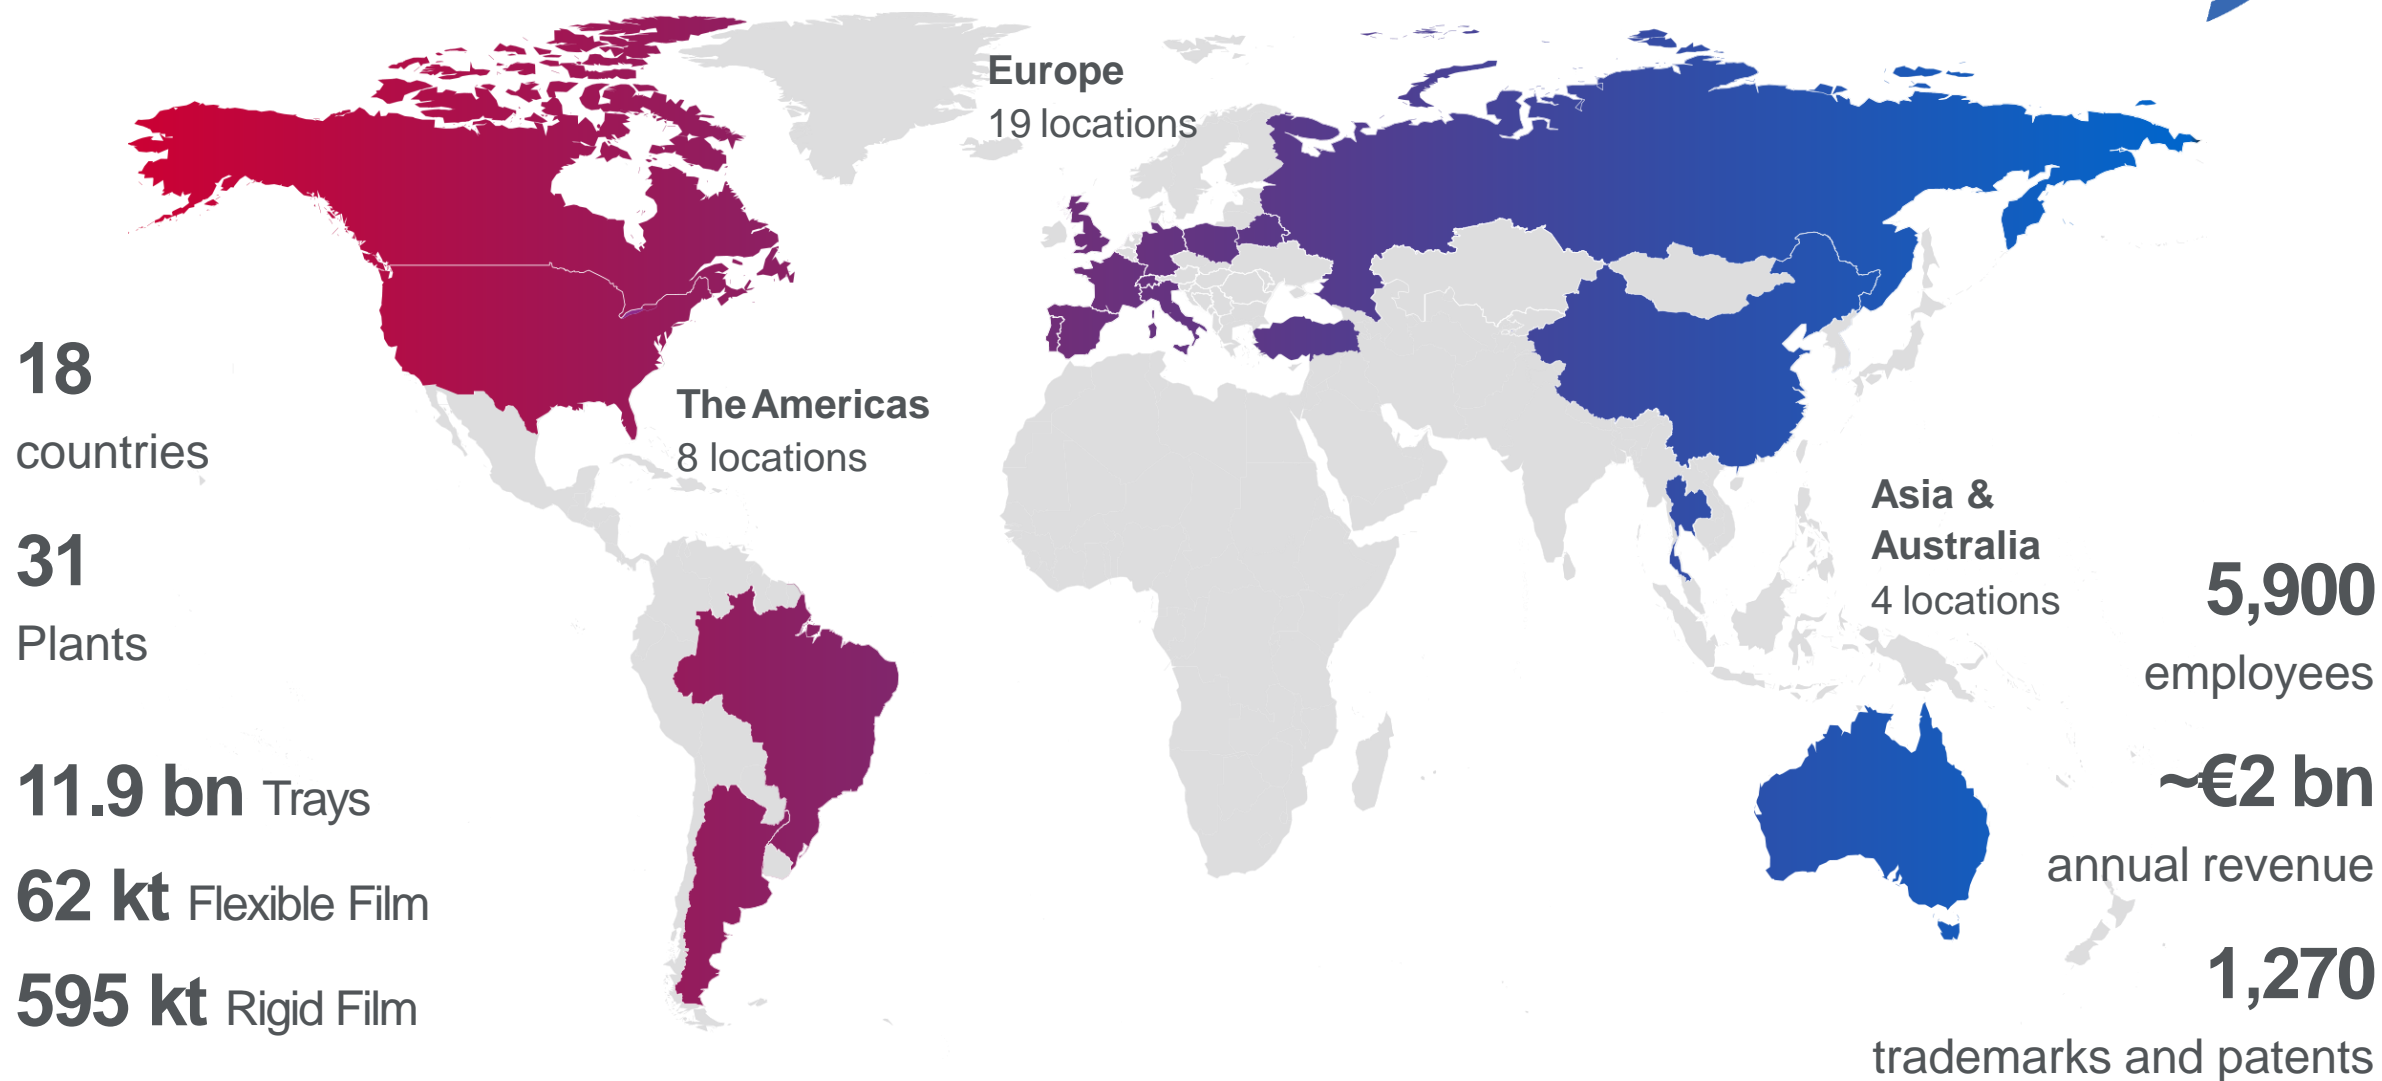 Europe
19 locations
18
countries
The Americas
8 locations
31
Plants
Asia &
Australia
4 locations
5,900
employees
11.9 bn Trays
~€2 bn
annual revenue
62 kt Flexible Film
595 kt Rigid Film
1,270
trademarks and patents